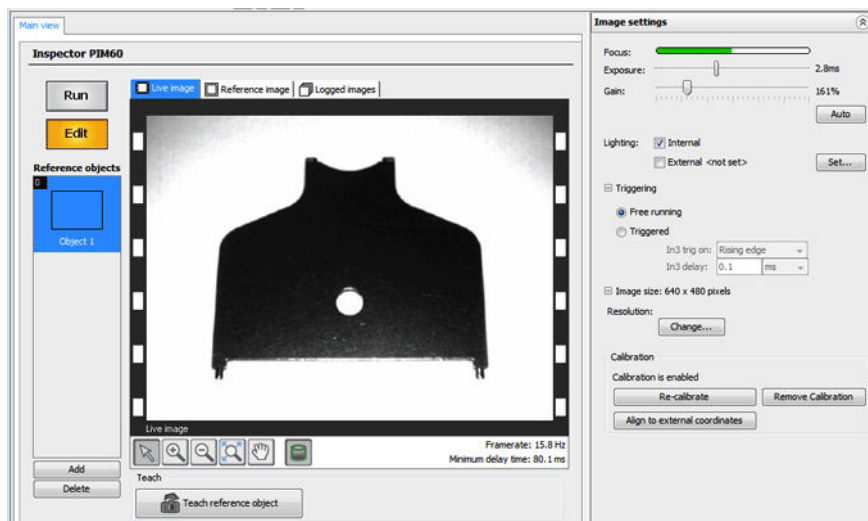 Main view
Inspector PIM60
Run
Edit
Reference objects
0
Object 1
Add
Delete
Live image
Reference image
Logged images
Live image
Framerate: 15.8 Hz
Minimum delay time: 80.1 ms
Teach
Teach reference object
Image settings
Focus:
Exposure: 2.8ms
Gain: 161%
Auto
Lighting: Internal
External <not set> Set...
Triggering
Free running
Triggered
In3 trig on: Rising edge
In3 delay: 0.1 ms
Image size: 640 x 480 pixels
Resolution:
Change...
Calibration
Calibration is enabled
Re-calibrate Remove Calibration
Align to external coordinates